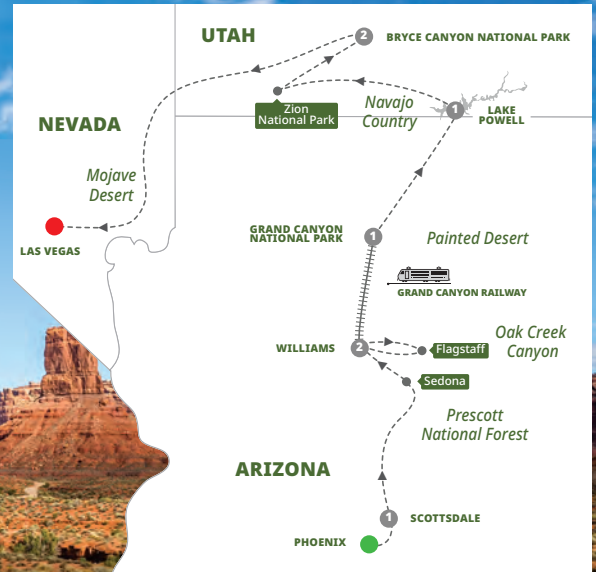 UTAH
2
BRYCE CANYON NATIONAL PARK
Zion
National Park
Navajo
Country
1
LAKE
POWELL
NEVADA
Mojave
Desert
LAS VEGAS
GRAND CANYON
NATIONAL PARK
1
Painted Desert
GRAND CANYON RAILWAY
WILLIAMS
2
Flagstaff
Oak Creek
Canyon
Sedona
Prescott
National Forest
ARIZONA
1
SCOTTSDALE
PHOENIX